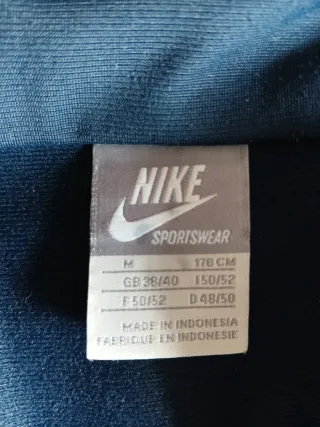 NIKE
SPORTSWEAR
M 178 CM
GB 38/40 I 50/52
F 50/52 D 48/50
MADE IN INDONESIA
FABRIQUE EN INDONESIE